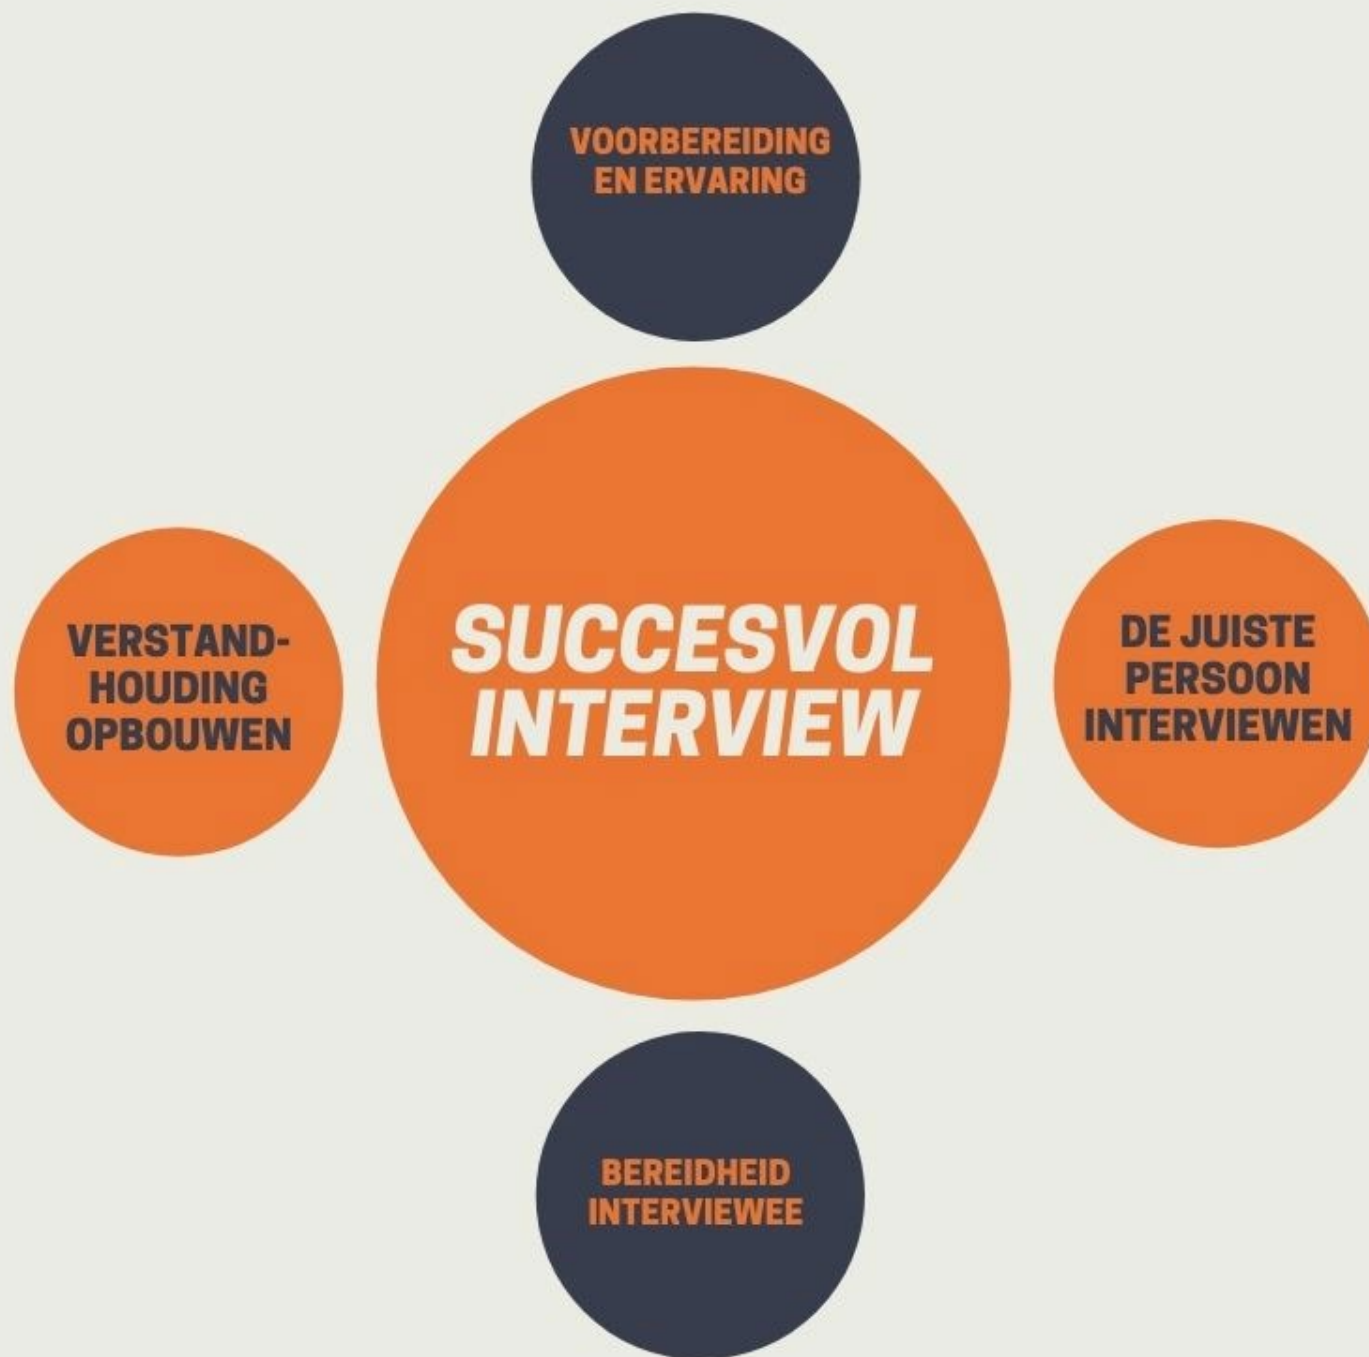 VOORBEREIDING
EN ERVARING
VERSTAND-
HOUDING
OPBOUWEN
SUCCESVOL
INTERVIEW
DE JUISTE
PERSOON
INTERVIEWEN
BEREIDHEID
INTERVIEWEE